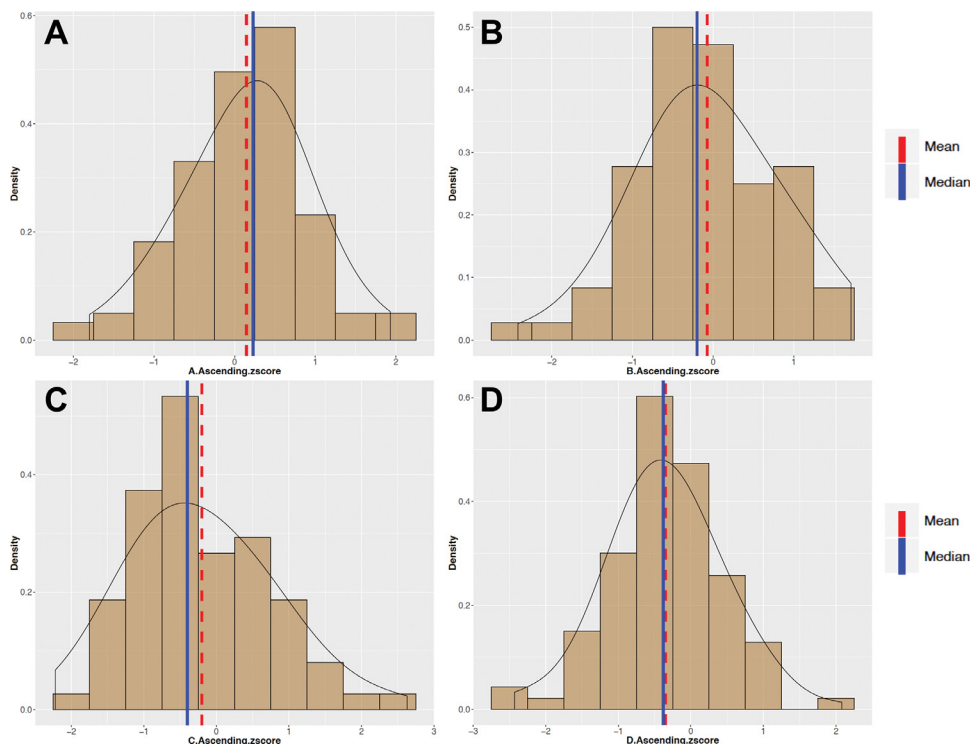 A
0.6
0.4
0.2
0.0
Density
−2
−1
0
1
2
A.Ascending.zscore
B
0.5
0.4
0.3
0.2
0.1
0.0
Density
−2
−1
0
1
B.Ascending.zscore
Mean
Median
C
0.4
0.2
0.0
Density
−2
−1
0
1
2
3
C.Ascending.zscore
D
0.6
0.4
0.2
0.0
Density
−3
−2
−1
0
1
2
D.Ascending.zscore
Mean
Median